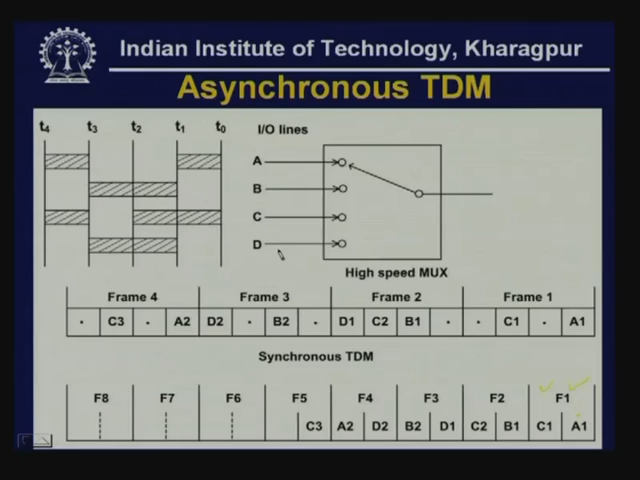 Indian Institute of Technology, Kharagpur
Asynchronous TDM
t4 t3 t2 t1 t0 I/O lines
A
B
C
D
High speed MUX
Frame 4 Frame 3 Frame 2 Frame 1
· C3 · A2 D2 · B2 · D1 C2 B1 · · C1 · A1
Synchronous TDM
F8 F7 F6 F5 F4 F3 F2 F1
C3 A2 D2 B2 D1 C2 B1 C1 A1